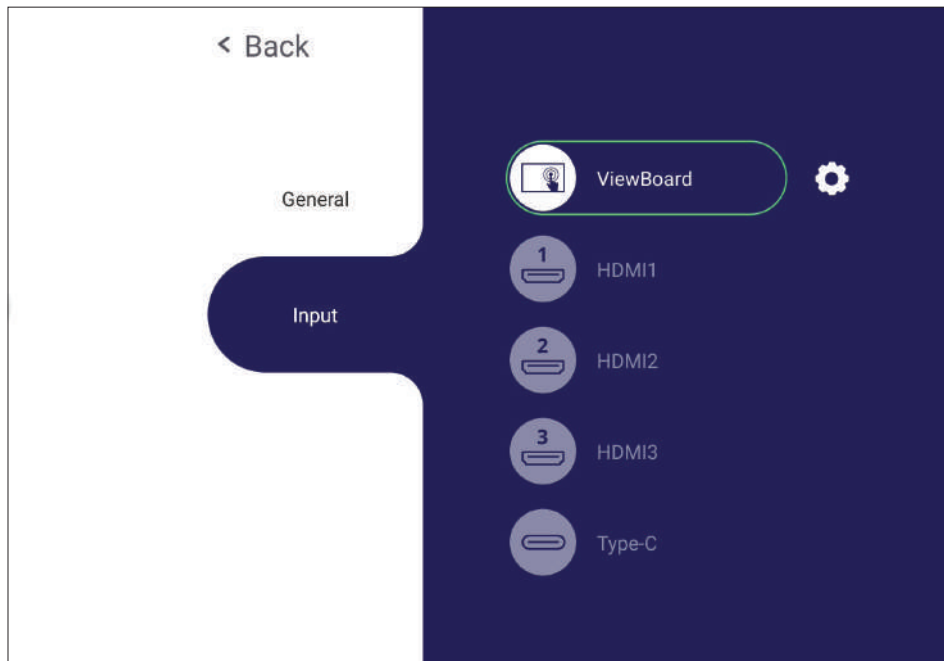 < Back
General
Input
ViewBoard
1
HDMI1
2
HDMI2
3
HDMI3
Type-C